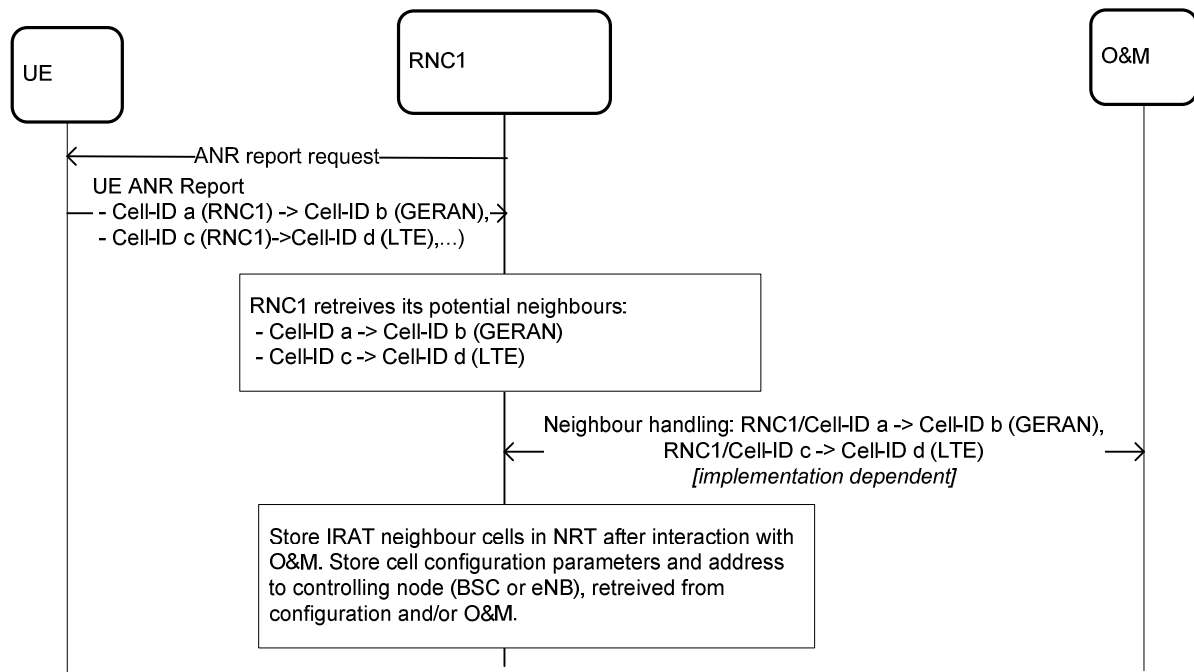 UE
RNC1
O&M
ANR report request
UE ANR Report
- Cell-ID a (RNC1) -> Cell-ID b (GERAN),
- Cell-ID c (RNC1)->Cell-ID d (LTE),...)
RNC1 retreives its potential neighbours:
- Cell-ID a -> Cell-ID b (GERAN)
- Cell-ID c -> Cell-ID d (LTE)
Neighbour handling: RNC1/Cell-ID a -> Cell-ID b (GERAN),
RNC1/Cell-ID c -> Cell-ID d (LTE)
[implementation dependent]
Store IRAT neighbour cells in NRT after interaction with
O&M. Store cell configuration parameters and address
to controlling node (BSC or eNB), retreived from
configuration and/or O&M.